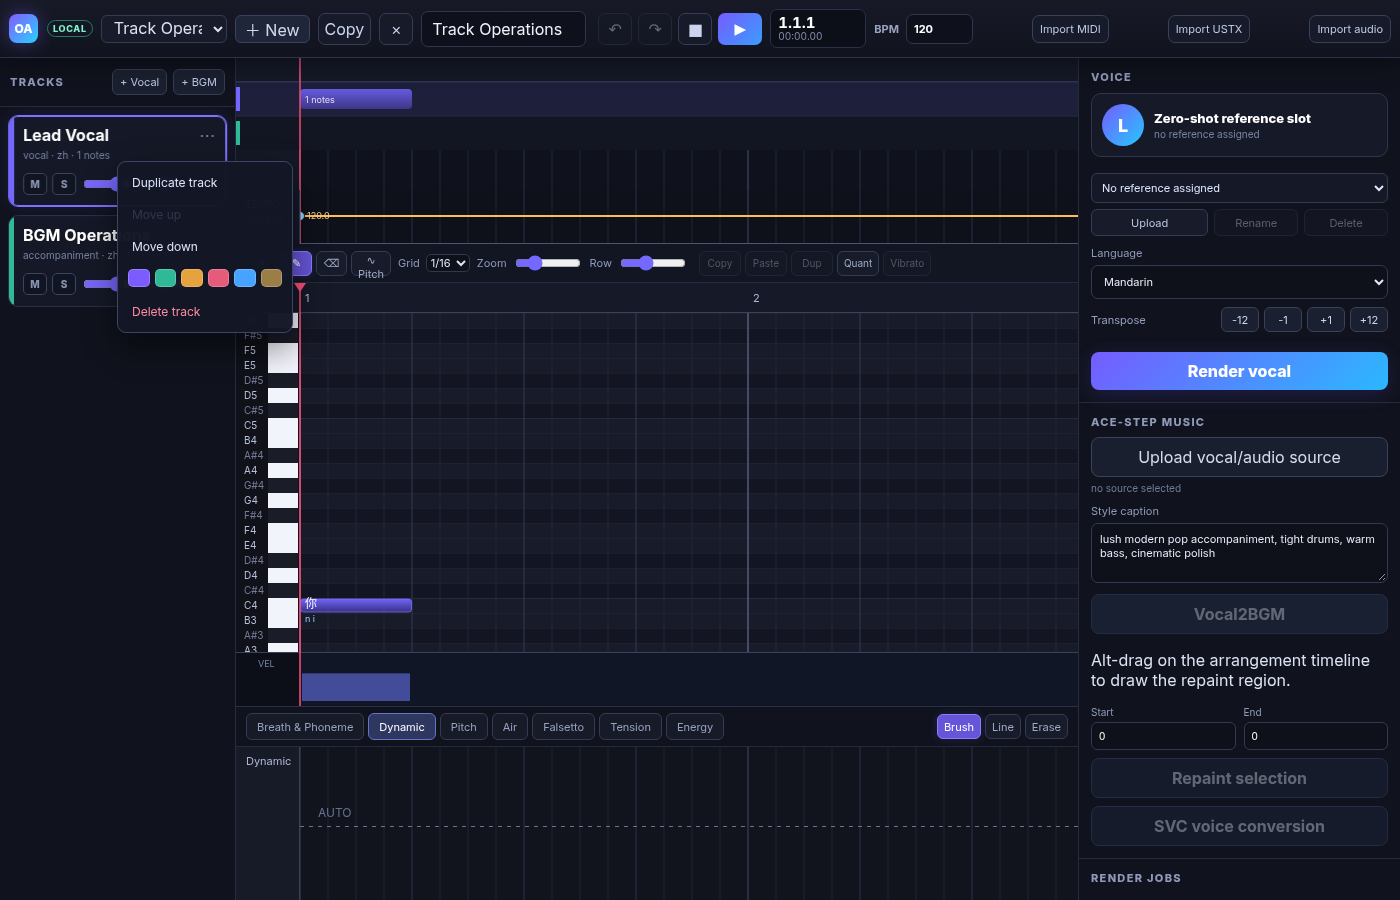 OA
LOCAL
Track Opera
+ New
Copy
×
Track Operations
1.1.1
00:00.00
BPM
120
Import MIDI
Import USTX
Import audio
TRACKS
+ Vocal
+ BGM
Lead Vocal
vocal · zh · 1 notes
M
S
Duplicate track
Move up
Move down
Delete track
BGM Operat
accompaniment · zh
M
S
1 notes
120.0
Pitch
Grid
1/16
Zoom
Row
Copy
Paste
Dup
Quant
Vibrato
1
2
F#5
F5
E5
D#5
D5
C#5
C5
B4
A#4
A4
G#4
G4
F#4
F4
E4
D#4
D4
C#4
C4
B3
A#3
A3
你
n i
VEL
Breath & Phoneme
Dynamic
Pitch
Air
Falsetto
Tension
Energy
Brush
Line
Erase
Dynamic
AUTO
VOICE
L
Zero-shot reference slot
no reference assigned
No reference assigned
Upload
Rename
Delete
Language
Mandarin
Transpose
-12
-1
+1
+12
Render vocal
ACE-STEP MUSIC
Upload vocal/audio source
no source selected
Style caption
lush modern pop accompaniment, tight drums, warm
bass, cinematic polish
Vocal2BGM
Alt-drag on the arrangement timeline
to draw the repaint region.
Start
End
0
0
Repaint selection
SVC voice conversion
RENDER JOBS